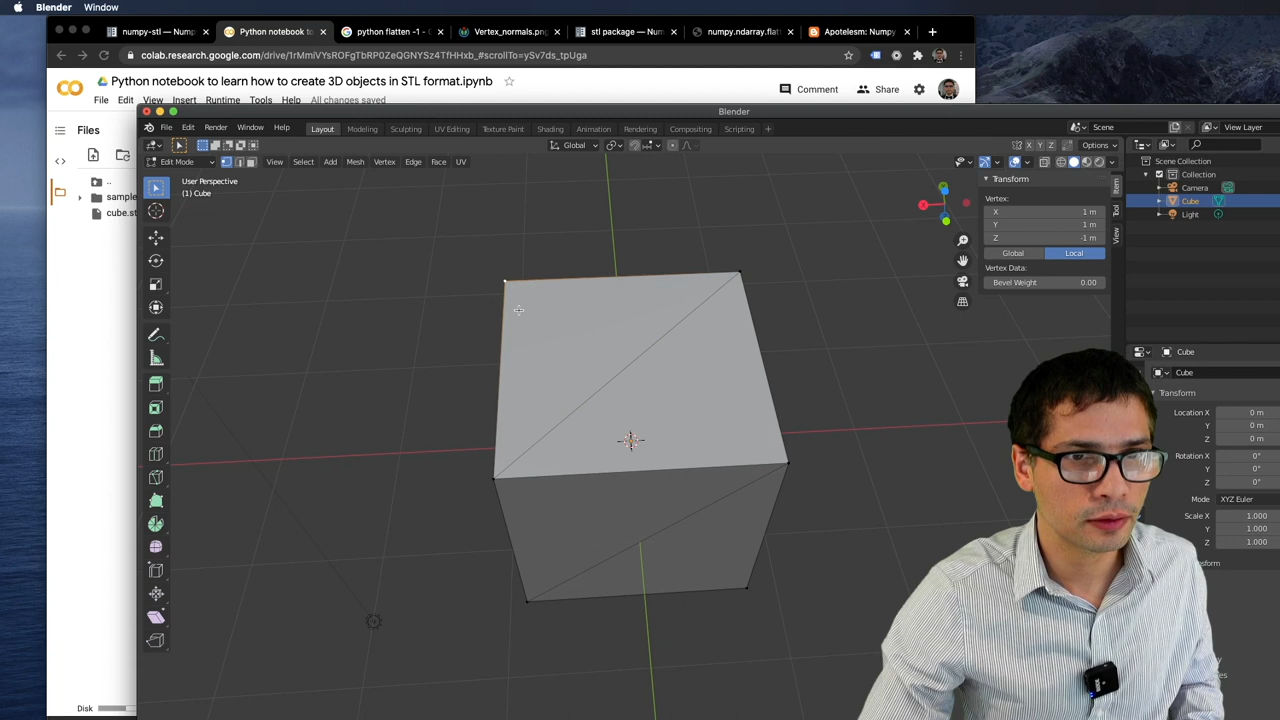 Blender Window
numpy-stl — Nump
Python notebook to
python flatten -1 - G
Vertex_normals.png
stl package — Nump
numpy.ndarray.flat
Apotelesm: Numpy
colab.research.google.com/drive/1rMmiVYsROFgTbRP0ZeQGNYSz4TfHHxb_#scrollTo=ySv7ds_tpUga
CO
Python notebook to learn how to create 3D objects in STL format.ipynb
Comment Share
File Edit View Insert Runtime Tools Help All changes saved
Blender
File Edit Render Window Help Layout Modeling Sculpting UV Editing Texture Paint Shading Animation Rendering Compositing Scripting +
Scene View Layer
Files
Global X Y Z Options
Edit Mode View Select Add Mesh Vertex Edge Face UV
Scene Collection
Collection
Camera
Cube
Light
User Perspective
(1) Cube
Transform
Vertex:
X 1 m
Y 1 m
Z -1 m
Global Local
Vertex Data:
Bevel Weight 0.00
Item
Tool
View
..
sample
cube.st
X
Cube
Cube
Transform
Location X 0 m
Y 0 m
Z 0 m
Rotation X 0°
Y 0°
Z 0°
Mode XYZ Euler
Scale X 1.000
Y 1.000
Z 1.000
Disk